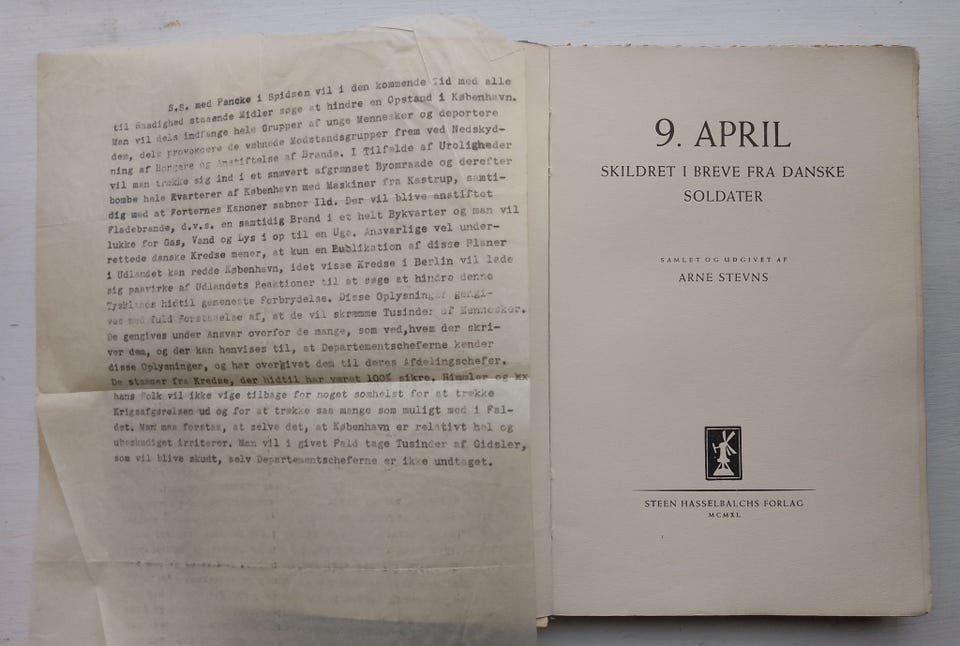 S.S. med Pancke i Spidsen vil i den kommende Tid med alle
til Raadighed staaende Midler søge at hindre en Opstand i København.
Man vil dels indfange hele Grupper af unge Mennesker og deportere
dem, dels provokere de væbnede Modstandsgrupper frem ved Nedskyd-
ning af Borgere og Anstiftelse af Brande. I Tilfælde af Uroligheder
vil man trække sig ind i et snævert afgrænset Byomraade og derefter
bombe hele Kvarterer af København med Maskiner fra Kastrup, samti-
dig med at Forternes Kanoner aabner Ild. Der vil blive anstiftet
Fladebrande, d.v.s. en samtidig Brand i et helt Bykvarter og man vil
lukke for Gas, Vand og Lys i op til en Uge. Ansvarlige vel under-
rettede danske Kredse mener, at kun en Publikation af disse Planer
i Udlandet kan redde København, idet visse Kredse i Berlin vil lade
sig paavirke af Udlandets Reaktioner til at søge at hindre denne
Tysklands hidtil gemeneste Forbrydelse. Disse Oplysninger gengi-
ves med fuld Forstaaelse af, at de vil skræmme Tusinder af Mennesker.
De gengives under Ansvar overfor de mange, som ved,hvem der skri-
ver dem, og der kan henvises til, at Departementscheferne kender
disse Oplysninger, og har overgivet dem til deres Afdelingschefer.
De stammer fra Kredse, der hidtil har været 100% sikre. Himmler og
hans Folk vil ikke vige tilbage for noget somhelst for at trække
Krigsafgørelsen ud og for at trække saa mange som muligt med i Fal-
det. Man maa forstaa, at selve det, at København er relativt hel og
ubeskadiget irriterer. Man vil i givet Fald tage Tusinder af Gidsler,
som vil blive skudt, selv Departementscheferne er ikke undtaget.
9. APRIL
SKILDRET I BREVE FRA DANSKE
SOLDATER
SAMLET OG UDGIVET AF
ARNE STEVNS
STEEN HASSELBALCHS FORLAG
MCMXL